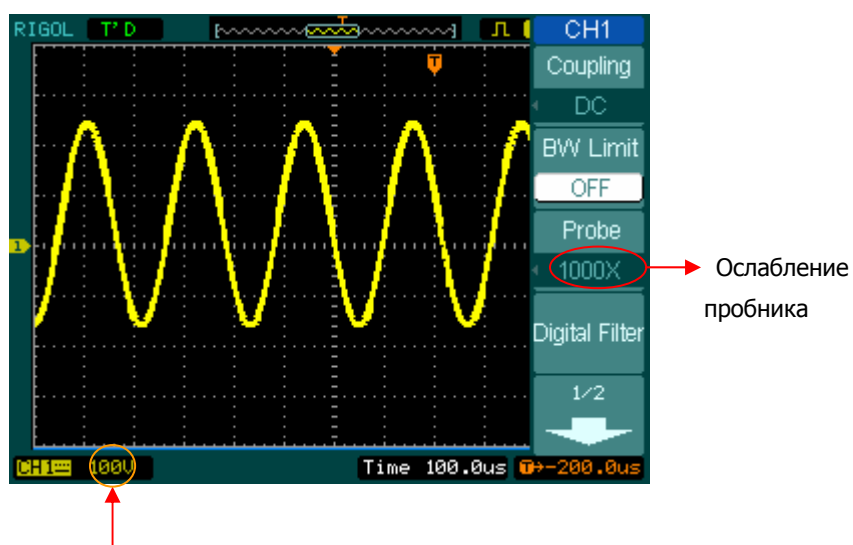 RIGOL T'D T CH1
Coupling
T
DC
BW Limit
OFF
Probe
1
1000X
Ослабление
пробника
Digital Filter
1/2
CH1 100V Time 100.0us T→-200.0us